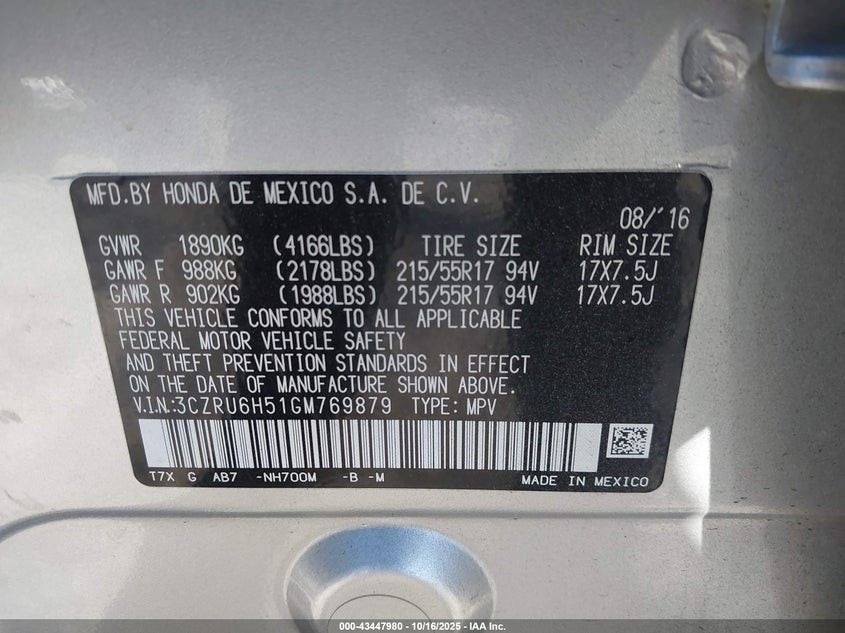 MFD.BY HONDA DE MEXICO S.A. DE C.V.
08/'16
GVWR 1890KG (4166LBS) TIRE SIZE RIM SIZE
GAWR F 988KG (2178LBS) 215/55R17 94V 17X7.5J
GAWR R 902KG (1988LBS) 215/55R17 94V 17X7.5J
THIS VEHICLE CONFORMS TO ALL APPLICABLE
FEDERAL MOTOR VEHICLE SAFETY
AND THEFT PREVENTION STANDARDS IN EFFECT
ON THE DATE OF MANUFACTURE SHOWN ABOVE.
V.I.N.:3CZRU6H51GM769879 TYPE: MPV
T7X G AB7 -NH700M -B -M MADE IN MEXICO
000-43447980 - 10/16/2025 - IAA Inc.